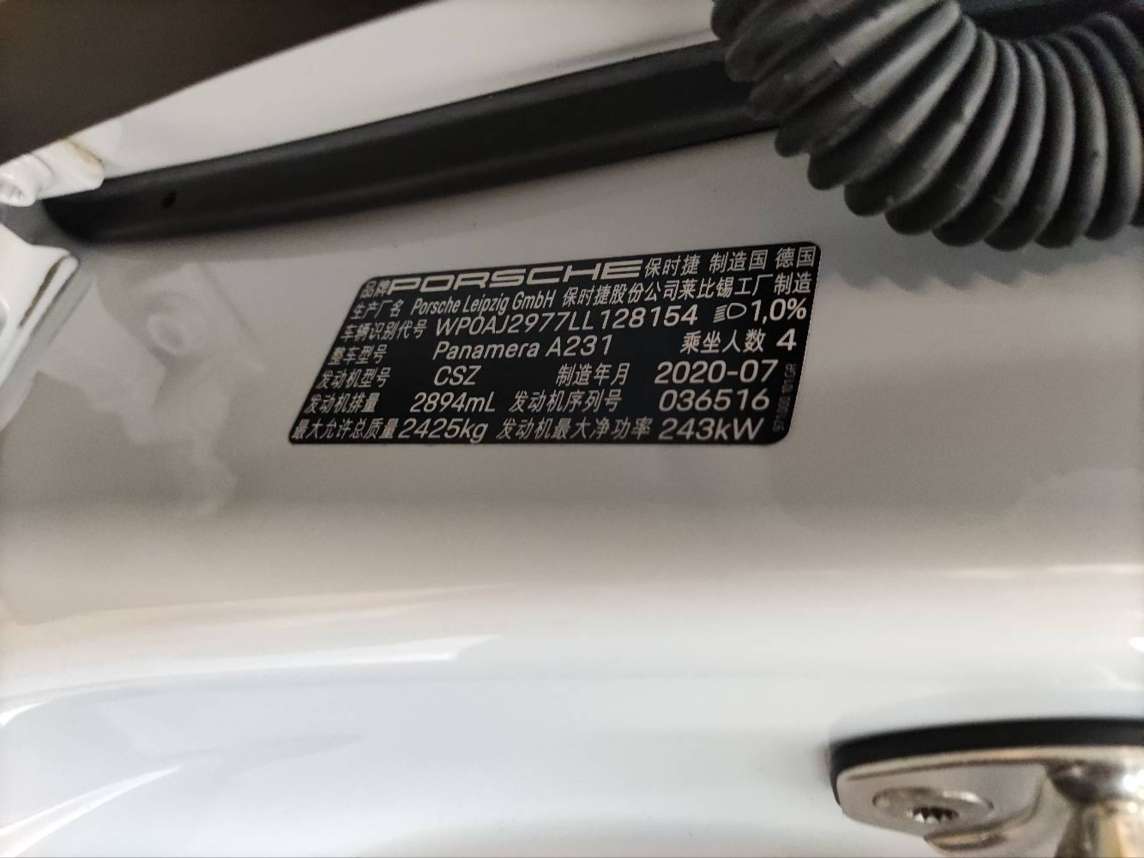 品牌PORSCHE保时捷 制造国 德国
生产厂名 Porsche Leipzig GmbH 保时捷股份公司莱比锡工厂制造
车辆识别代号 WP0AJ2977LL128154 1,0%
整车型号 Panamera A231 乘坐人数 4
发动机型号 CSZ 制造年月 2020-07
发动机排量 2894mL 发动机序列号 036516
最大允许总质量2425kg 发动机最大净功率 243kW